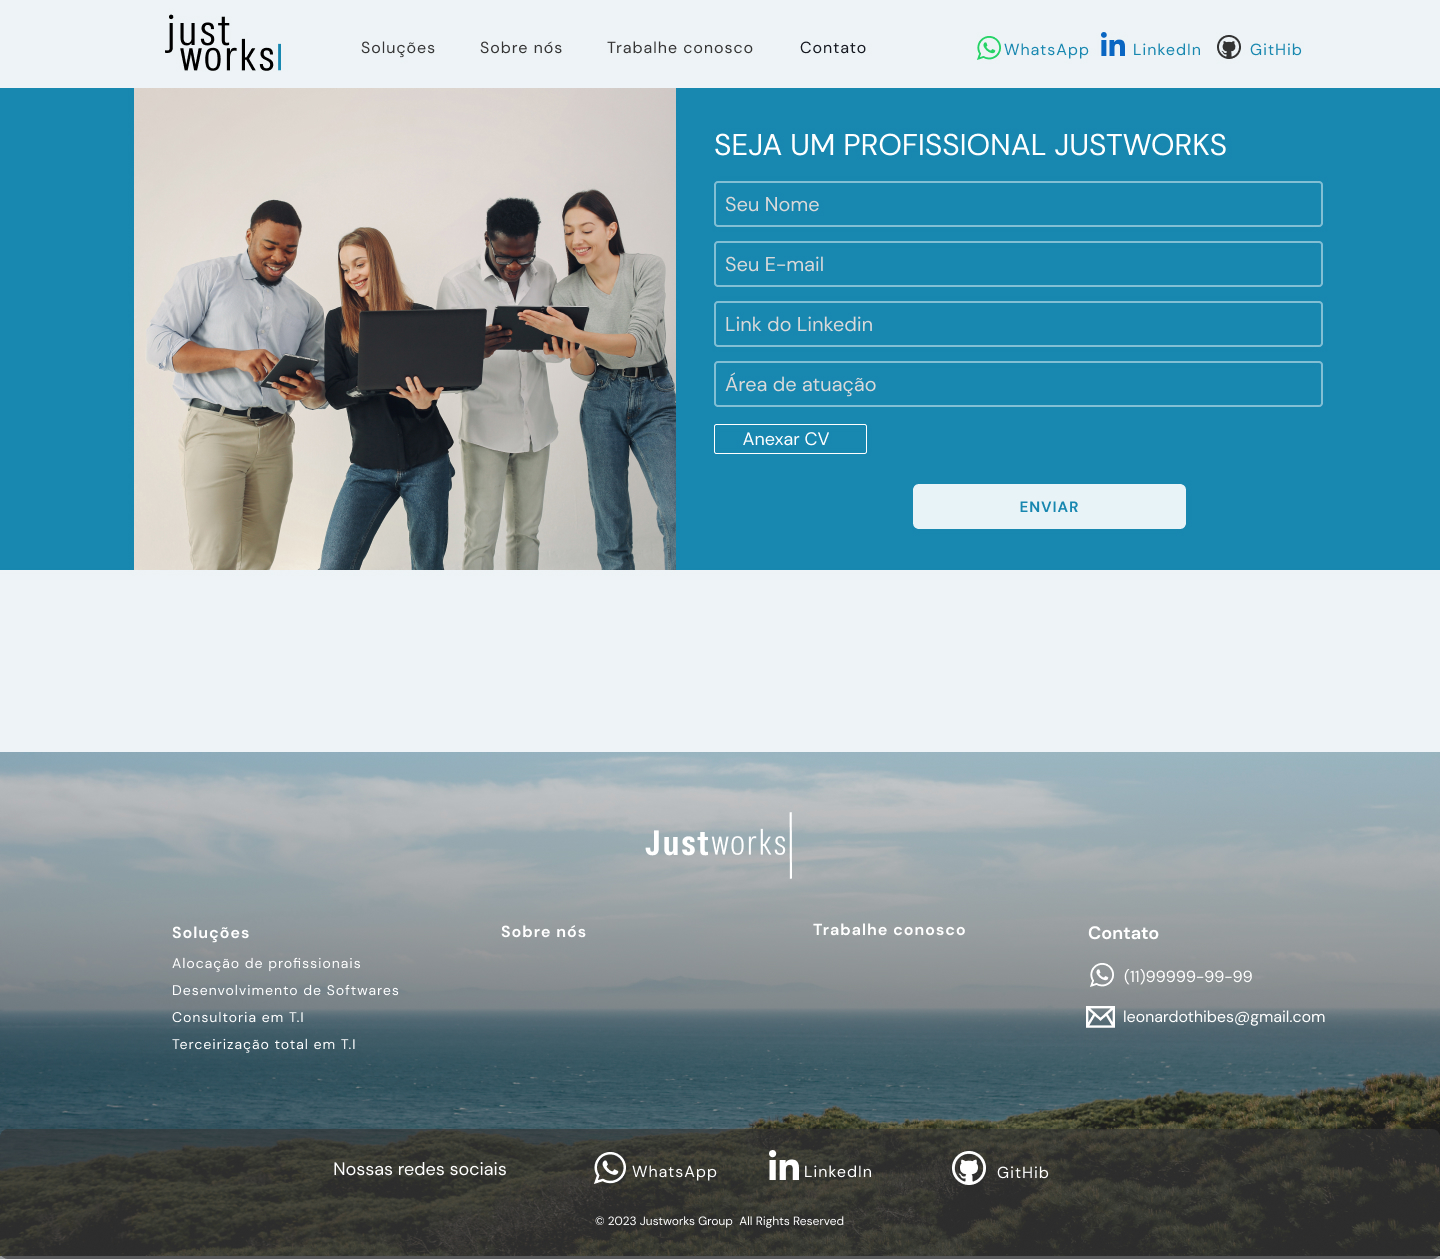 just
works
Soluções
Sobre nós
Trabalhe conosco
Contato
WhatsApp
LinkedIn
GitHib
SEJA UM PROFISSIONAL JUSTWORKS
Seu Nome
Seu E-mail
Link do Linkedin
Área de atuação
Anexar CV
ENVIAR
Justworks
Soluções
Alocação de profissionais
Desenvolvimento de Softwares
Consultoria em T.I
Terceirização total em T.I
Sobre nós
Trabalhe conosco
Contato
(11)99999-99-99
leonardothibes@gmail.com
Nossas redes sociais
WhatsApp
LinkedIn
GitHib
© 2023 Justworks Group  All Rights Reserved